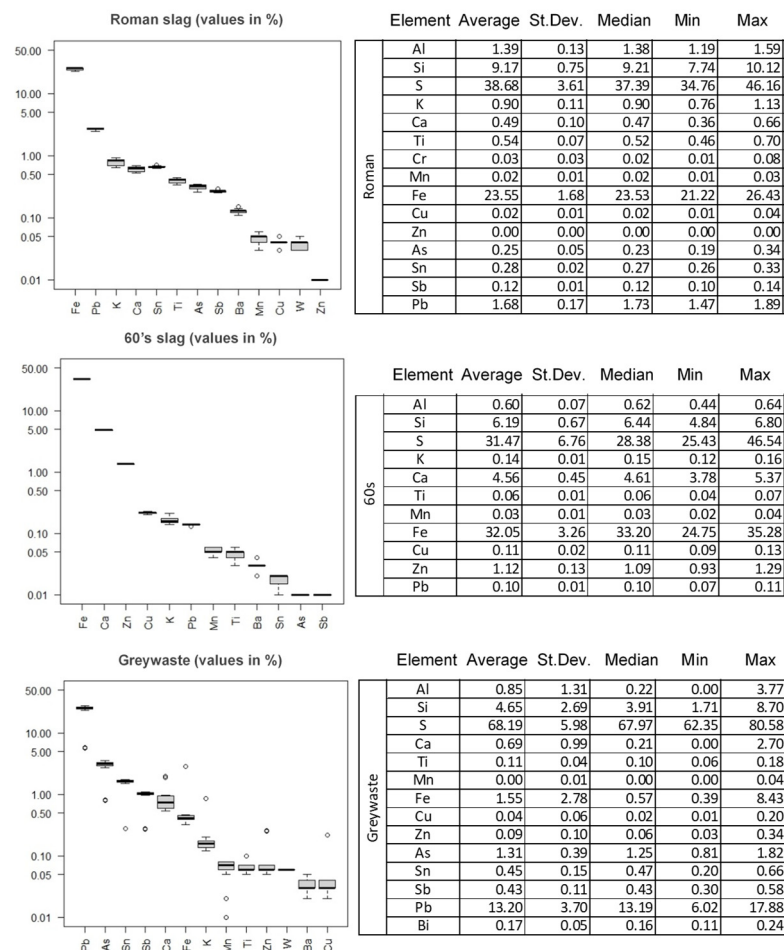 Roman slag (values in %)
50.00
10.00
5.00
1.00
0.50
0.10
0.05
0.01
Fe Pb K Ca Sn Ti As Sb Ba Mn Cu W Zn
Element Average St.Dev. Median Min Max
Roman
Al 1.39 0.13 1.38 1.19 1.59
Si 9.17 0.75 9.21 7.74 10.12
S 38.68 3.61 37.39 34.76 46.16
K 0.90 0.11 0.90 0.76 1.13
Ca 0.49 0.10 0.47 0.36 0.66
Ti 0.54 0.07 0.52 0.46 0.70
Cr 0.03 0.03 0.02 0.01 0.08
Mn 0.02 0.01 0.02 0.01 0.03
Fe 23.55 1.68 23.53 21.22 26.43
Cu 0.02 0.01 0.02 0.01 0.04
Zn 0.00 0.00 0.00 0.00 0.00
As 0.25 0.05 0.23 0.19 0.34
Sn 0.28 0.02 0.27 0.26 0.33
Sb 0.12 0.01 0.12 0.10 0.14
Pb 1.68 0.17 1.73 1.47 1.89
60's slag (values in %)
50.00
10.00
5.00
1.00
0.50
0.10
0.05
0.01
Fe Ca Zn Cu K Pb Mn Ti Ba Sn As Sb
Element Average St.Dev. Median Min Max
60s
Al 0.60 0.07 0.62 0.44 0.64
Si 6.19 0.67 6.44 4.84 6.80
S 31.47 6.76 28.38 25.43 46.54
K 0.14 0.01 0.15 0.12 0.16
Ca 4.56 0.45 4.61 3.78 5.37
Ti 0.06 0.01 0.06 0.04 0.07
Mn 0.03 0.01 0.03 0.02 0.04
Fe 32.05 3.26 33.20 24.75 35.28
Cu 0.11 0.02 0.11 0.09 0.13
Zn 1.12 0.13 1.09 0.93 1.29
Pb 0.10 0.01 0.10 0.07 0.11
Greywaste (values in %)
50.00
10.00
5.00
1.00
0.50
0.10
0.05
0.01
Pb As Sn Sb Ca Fe K Mn Ti Zn W Ba Cu
Element Average St.Dev. Median Min Max
Greywaste
Al 0.85 1.31 0.22 0.00 3.77
Si 4.65 2.69 3.91 1.71 8.70
S 68.19 5.98 67.97 62.35 80.58
Ca 0.69 0.99 0.21 0.00 2.70
Ti 0.11 0.04 0.10 0.06 0.18
Mn 0.00 0.01 0.00 0.00 0.04
Fe 1.55 2.78 0.57 0.39 8.43
Cu 0.04 0.06 0.02 0.01 0.20
Zn 0.09 0.10 0.06 0.03 0.34
As 1.31 0.39 1.25 0.81 1.82
Sn 0.45 0.15 0.47 0.20 0.66
Sb 0.43 0.11 0.43 0.30 0.58
Pb 13.20 3.70 13.19 6.02 17.88
Bi 0.17 0.05 0.16 0.11 0.24